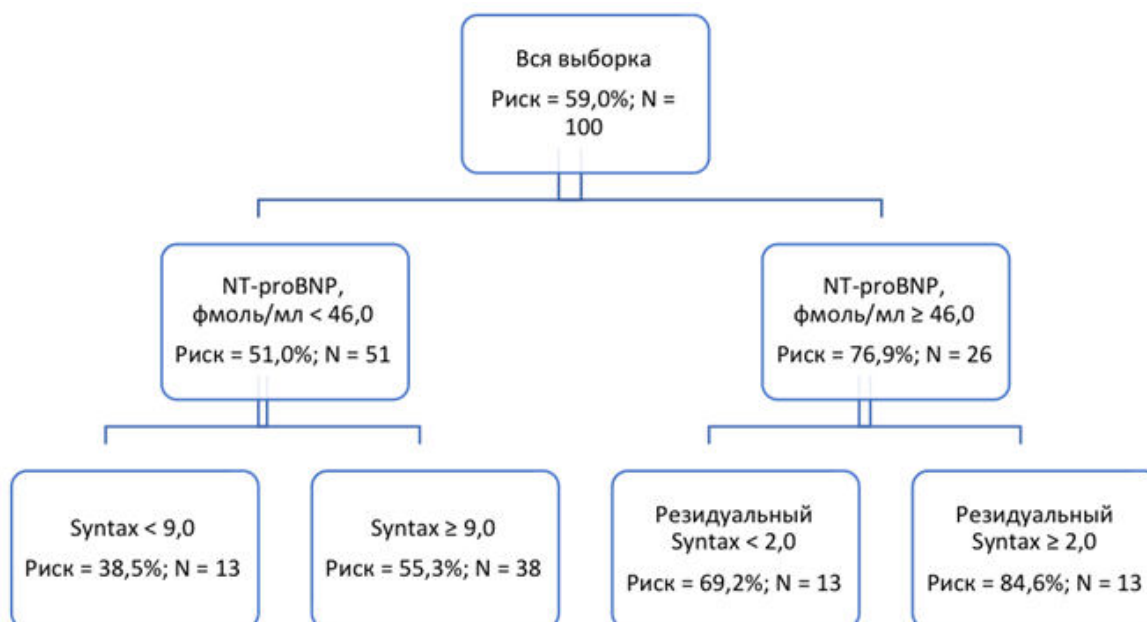 Вся выборка
Риск = 59,0%; N =
100
NT-proBNP,
фмоль/мл < 46,0
Риск = 51,0%; N = 51
NT-proBNP,
фмоль/мл ≥ 46,0
Риск = 76,9%; N = 26
Syntax < 9,0
Риск = 38,5%; N = 13
Syntax ≥ 9,0
Риск = 55,3%; N = 38
Резидуальный
Syntax < 2,0
Риск = 69,2%; N = 13
Резидуальный
Syntax ≥ 2,0
Риск = 84,6%; N = 13